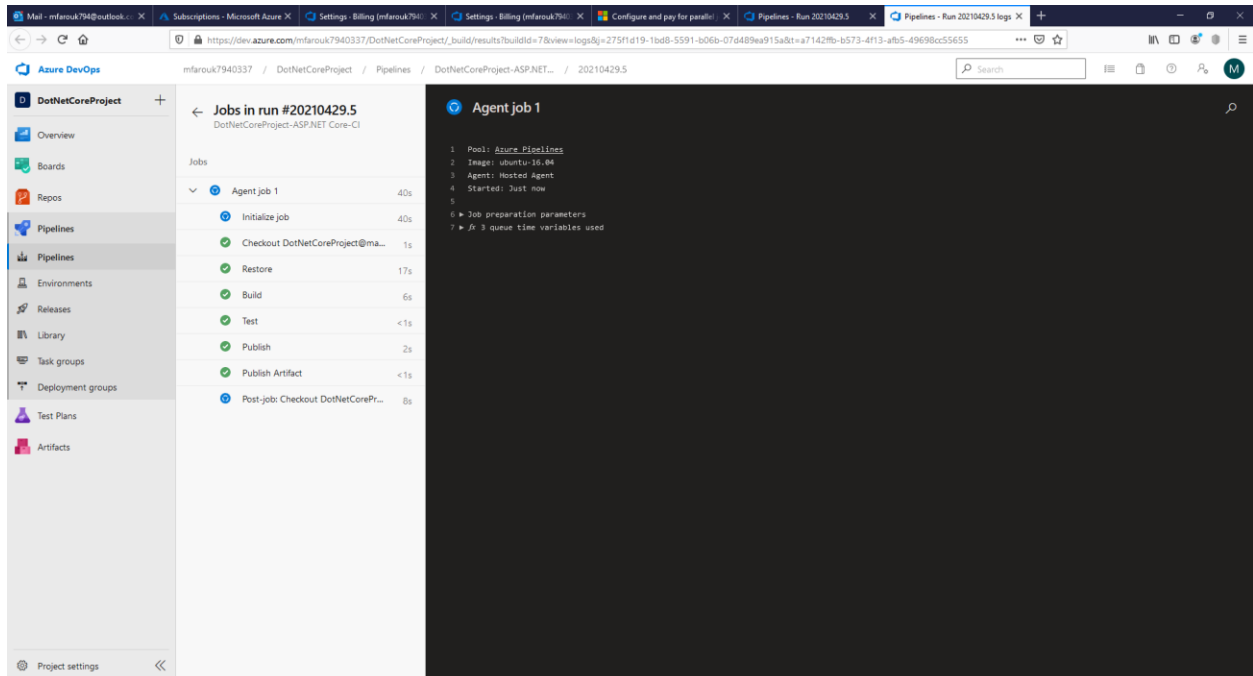 Mail - mfarouk794@outlook.c
Subscriptions - Microsoft Azure
Settings - Billing (mfarouk7940
Settings - Billing (mfarouk7940
Configure and pay for parallel
Pipelines - Run 20210429.5
Pipelines - Run 20210429.5 logs
https://dev.azure.com/mfarouk7940337/DotNetCoreProject/_build/results?buildId=7&view=logs&j=275f1d19-1bd8-5591-b06b-07d489ea915a&t=a7142ffb-b573-4f13-afb5-49698cc55655
Azure DevOps
mfarouk7940337 / DotNetCoreProject / Pipelines / DotNetCoreProject-ASP.NET... / 20210429.5
Search
M
D DotNetCoreProject
Overview
Boards
Repos
Pipelines
Pipelines
Environments
Releases
Library
Task groups
Deployment groups
Test Plans
Artifacts
Project settings
Jobs in run #20210429.5
DotNetCoreProject-ASP.NET Core-CI
Jobs
Agent job 1 40s
Initialize job 40s
Checkout DotNetCoreProject@ma... 1s
Restore 17s
Build 6s
Test <1s
Publish 2s
Publish Artifact <1s
Post-job: Checkout DotNetCorePr... 8s
Agent job 1
1 Pool: Azure Pipelines
2 Image: ubuntu-16.04
3 Agent: Hosted Agent
4 Started: Just now
5
6 Job preparation parameters
7 fx 3 queue time variables used